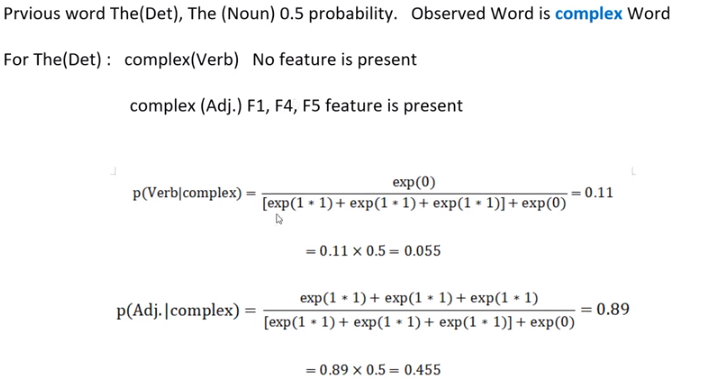 Prvious word The(Det), The (Noun) 0.5 probability. Observed Word is complex Word
For The(Det) : complex(Verb) No feature is present
complex (Adj.) F1, F4, F5 feature is present
p(Verb|complex) = exp(0) / [exp(1 * 1) + exp(1 * 1) + exp(1 * 1)] + exp(0) = 0.11
= 0.11 × 0.5 = 0.055
p(Adj.|complex) = exp(1 * 1) + exp(1 * 1) + exp(1 * 1) / [exp(1 * 1) + exp(1 * 1) + exp(1 * 1)] + exp(0) = 0.89
= 0.89 × 0.5 = 0.455